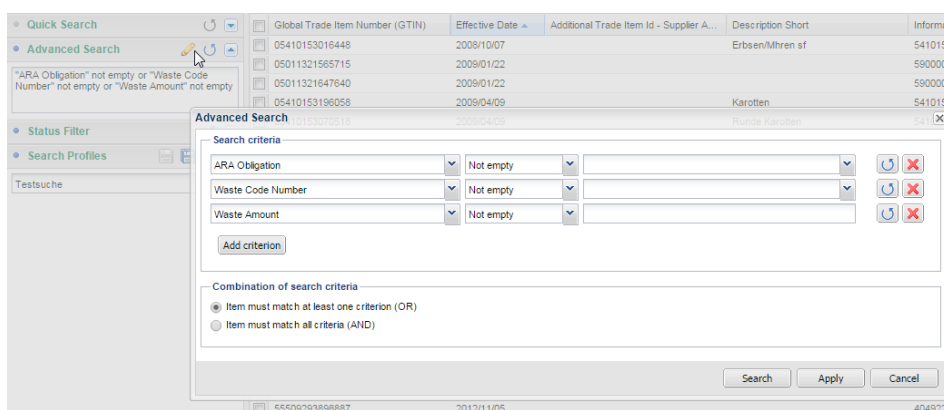 Quick Search
Global Trade Item Number (GTIN) Effective Date Additional Trade Item Id - Supplier A... Description Short Informa
Advanced Search
05410153016448 2008/10/07 Erbsen/Mhren sf 541015
"ARA Obligation" not empty or "Waste Code
Number" not empty or "Waste Amount" not empty
05011321565715 2009/01/22 590000
05011321647640 2009/01/22 590000
05410153196058 2009/04/09 Karotten 541015
Advanced Search
05410153070518 2009/04/09 Runde Karotten
Status Filter
Search Profiles
Testsuche
Search criteria
ARA Obligation Not empty
Waste Code Number Not empty
Waste Amount Not empty
Add criterion
Combination of search criteria
Item must match at least one criterion (OR)
Item must match all criteria (AND)
Search Apply Cancel
55509293898887 2012/11/05 404922